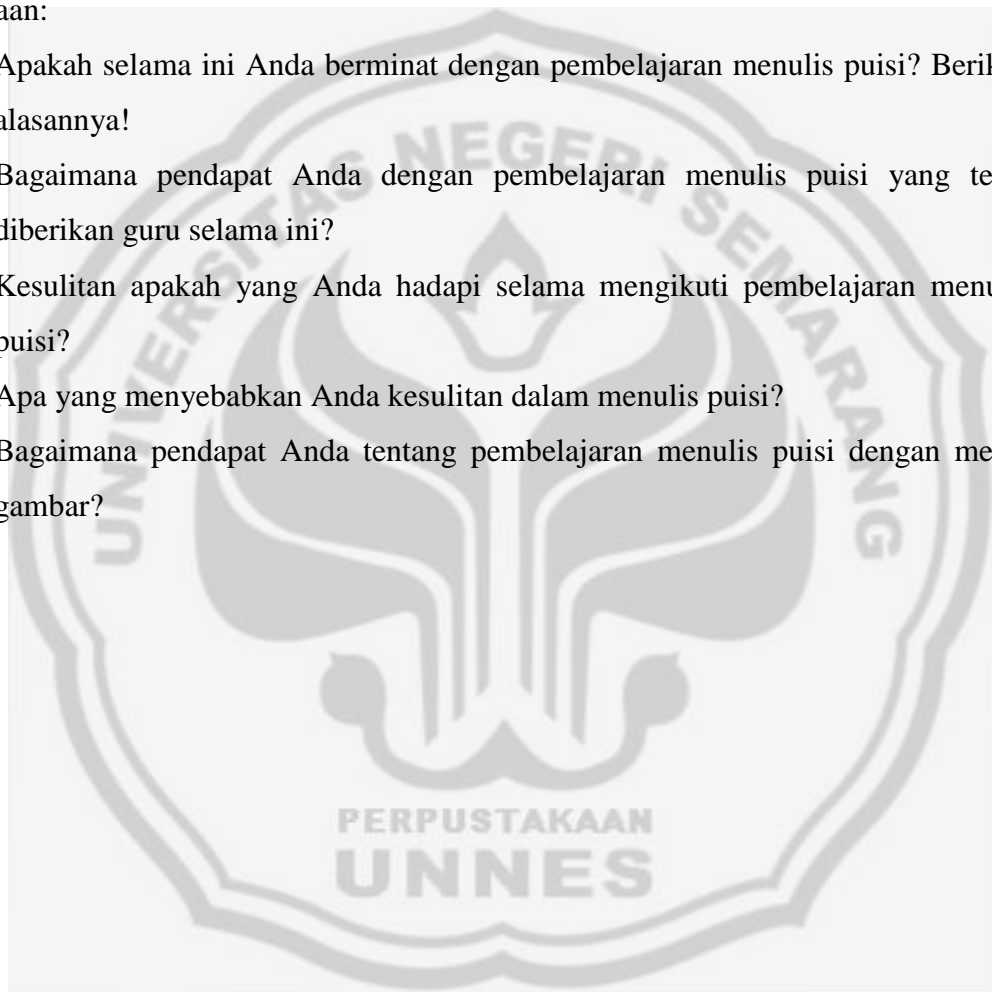 aan:
Apakah selama ini Anda berminat dengan pembelajaran menulis puisi? Berik
alasannya!
Bagaimana pendapat Anda dengan pembelajaran menulis puisi yang te
diberikan guru selama ini?
Kesulitan apakah yang Anda hadapi selama mengikuti pembelajaran menu
puisi?
Apa yang menyebabkan Anda kesulitan dalam menulis puisi?
Bagaimana pendapat Anda tentang pembelajaran menulis puisi dengan me
gambar?
UNIVERSITAS NEGERI SEMARANG
PERPUSTAKAAN
UNNES